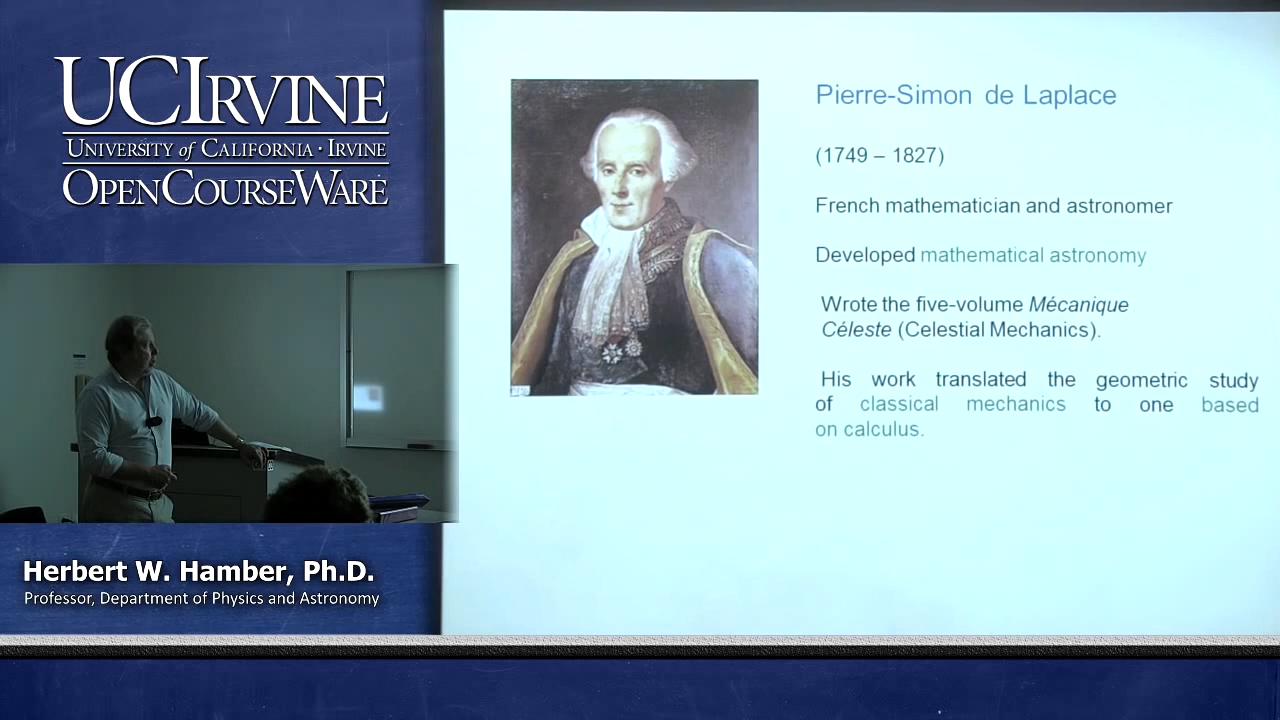 UCIRVINE
UNIVERSITY of CALIFORNIA · IRVINE
OPENCOURSEWARE
Herbert W. Hamber, Ph.D.
Professor, Department of Physics and Astronomy
Pierre-Simon de Laplace
(1749 – 1827)
French mathematician and astronomer
Developed mathematical astronomy
Wrote the five-volume Mécanique
Céleste (Celestial Mechanics).
His work translated the geometric study
of classical mechanics to one based
on calculus.